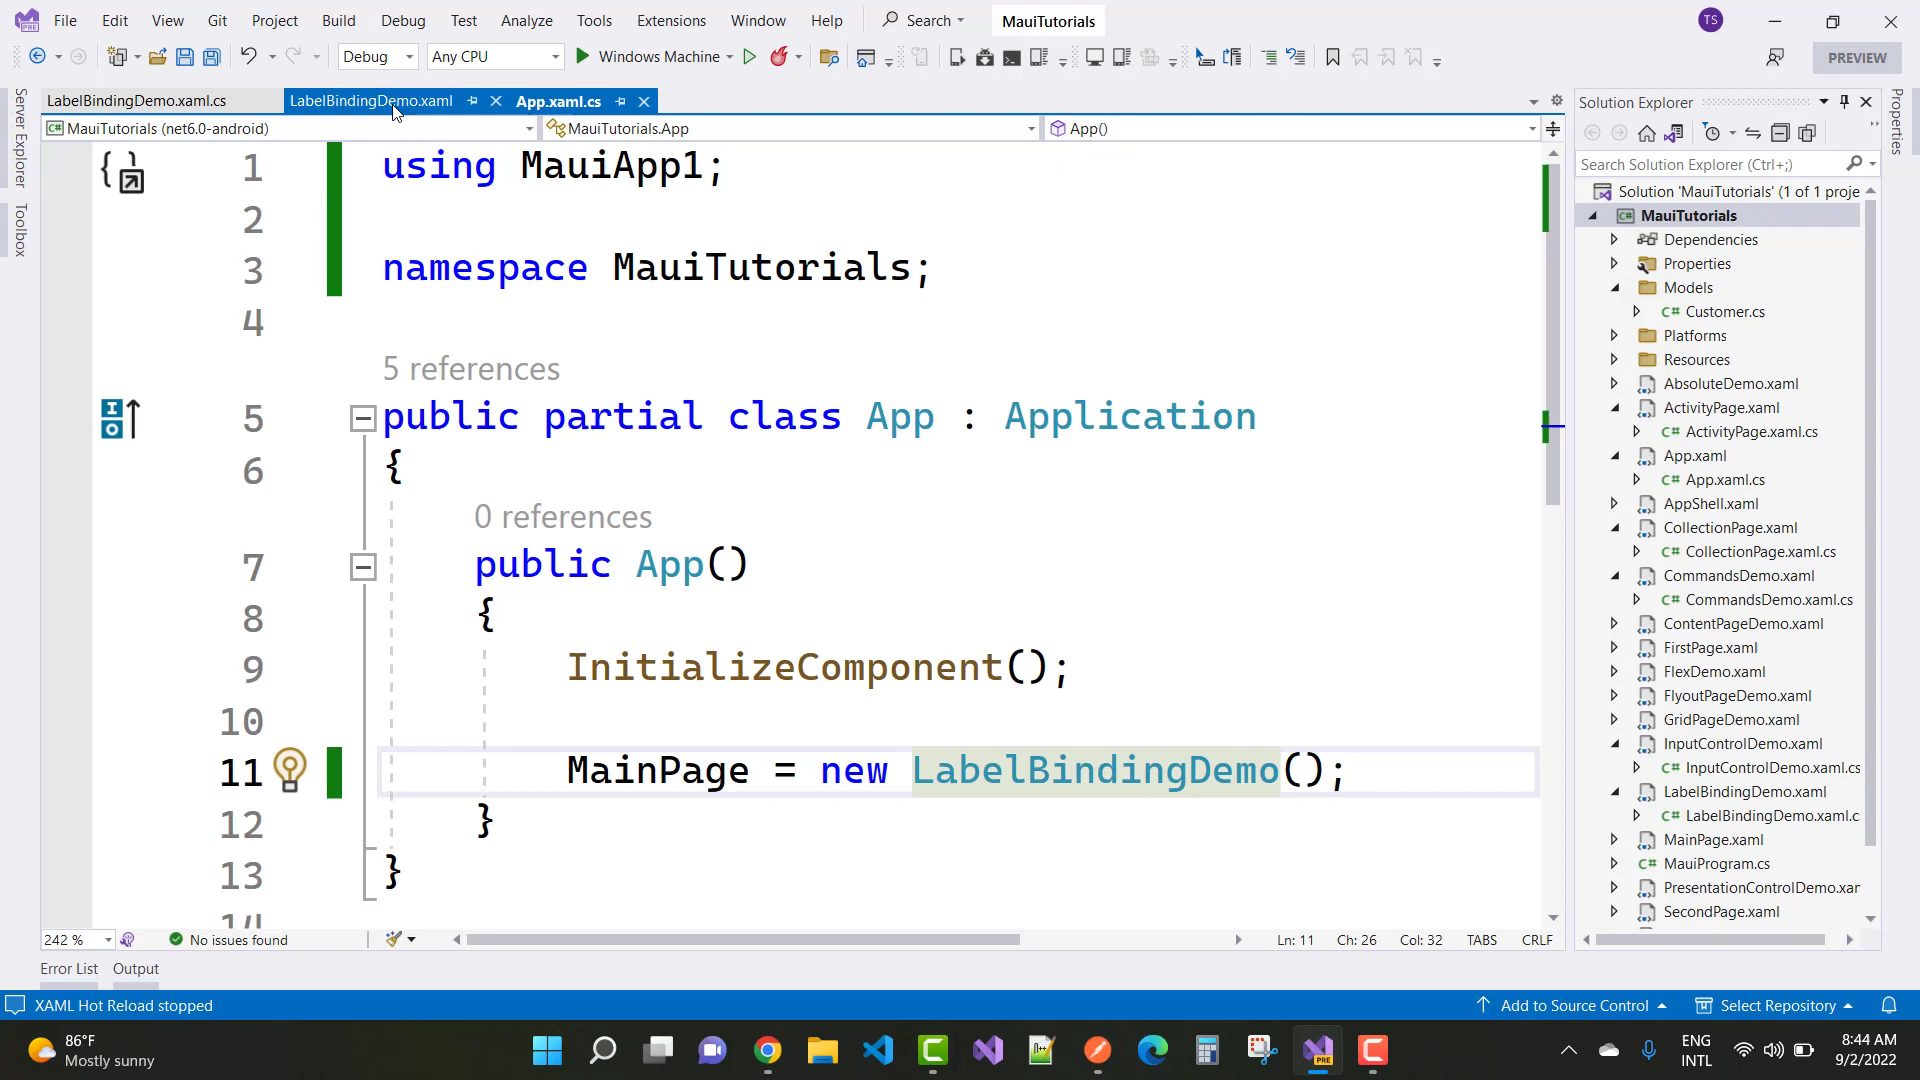 File Edit View Git Project Build Debug Test Analyze Tools Extensions Window Help Search MauiTutorials TS
Debug Any CPU Windows Machine PREVIEW
LabelBindingDemo.xaml.cs LabelBindingDemo.xaml App.xaml.cs
MauiTutorials (net6.0-android) MauiTutorials.App App()
Server Explorer
Toolbox
1 using MauiApp1;
2
3 namespace MauiTutorials;
4
5 references
5 public partial class App : Application
6 {
0 references
7 public App()
8 {
9 InitializeComponent();
10
11 MainPage = new LabelBindingDemo();
12 }
13 }
14
242 % No issues found Ln: 11 Ch: 26 Col: 32 TABS CRLF
Solution Explorer
Search Solution Explorer (Ctrl+;)
Solution 'MauiTutorials' (1 of 1 proje
MauiTutorials
Dependencies
Properties
Models
Customer.cs
Platforms
Resources
AbsoluteDemo.xaml
ActivityPage.xaml
ActivityPage.xaml.cs
App.xaml
App.xaml.cs
AppShell.xaml
CollectionPage.xaml
CollectionPage.xaml.cs
CommandsDemo.xaml
CommandsDemo.xaml.cs
ContentPageDemo.xaml
FirstPage.xaml
FlexDemo.xaml
FlyoutPageDemo.xaml
GridPageDemo.xaml
InputControlDemo.xaml
InputControlDemo.xaml.cs
LabelBindingDemo.xaml
LabelBindingDemo.xaml.c
MainPage.xaml
MauiProgram.cs
PresentationControlDemo.xar
SecondPage.xaml
Properties
Error List Output
XAML Hot Reload stopped Add to Source Control Select Repository
86°F
Mostly sunny
ENG
INTL
8:44 AM
9/2/2022